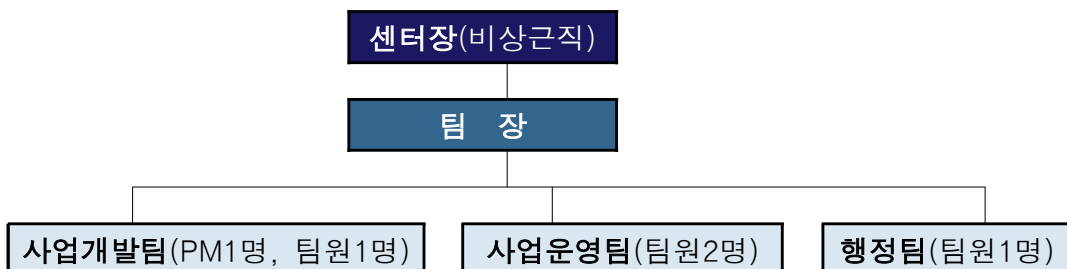 센터장(비상근직)
팀 장
사업개발팀(PM1명, 팀원1명)
사업운영팀(팀원2명)
행정팀(팀원1명)